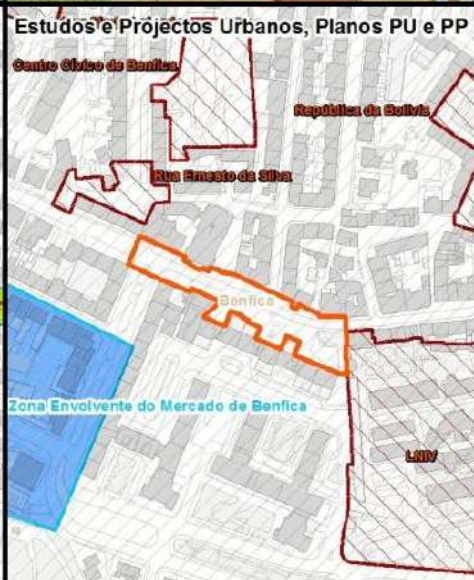 Estudos e Projectos Urbanos, Planos PU e PP
Centro Cívico de Benfica
República da Bolívia
Rua Ernesto da Silva
Benfica
Zona Envolvente do Mercado de Benfica
LNIV